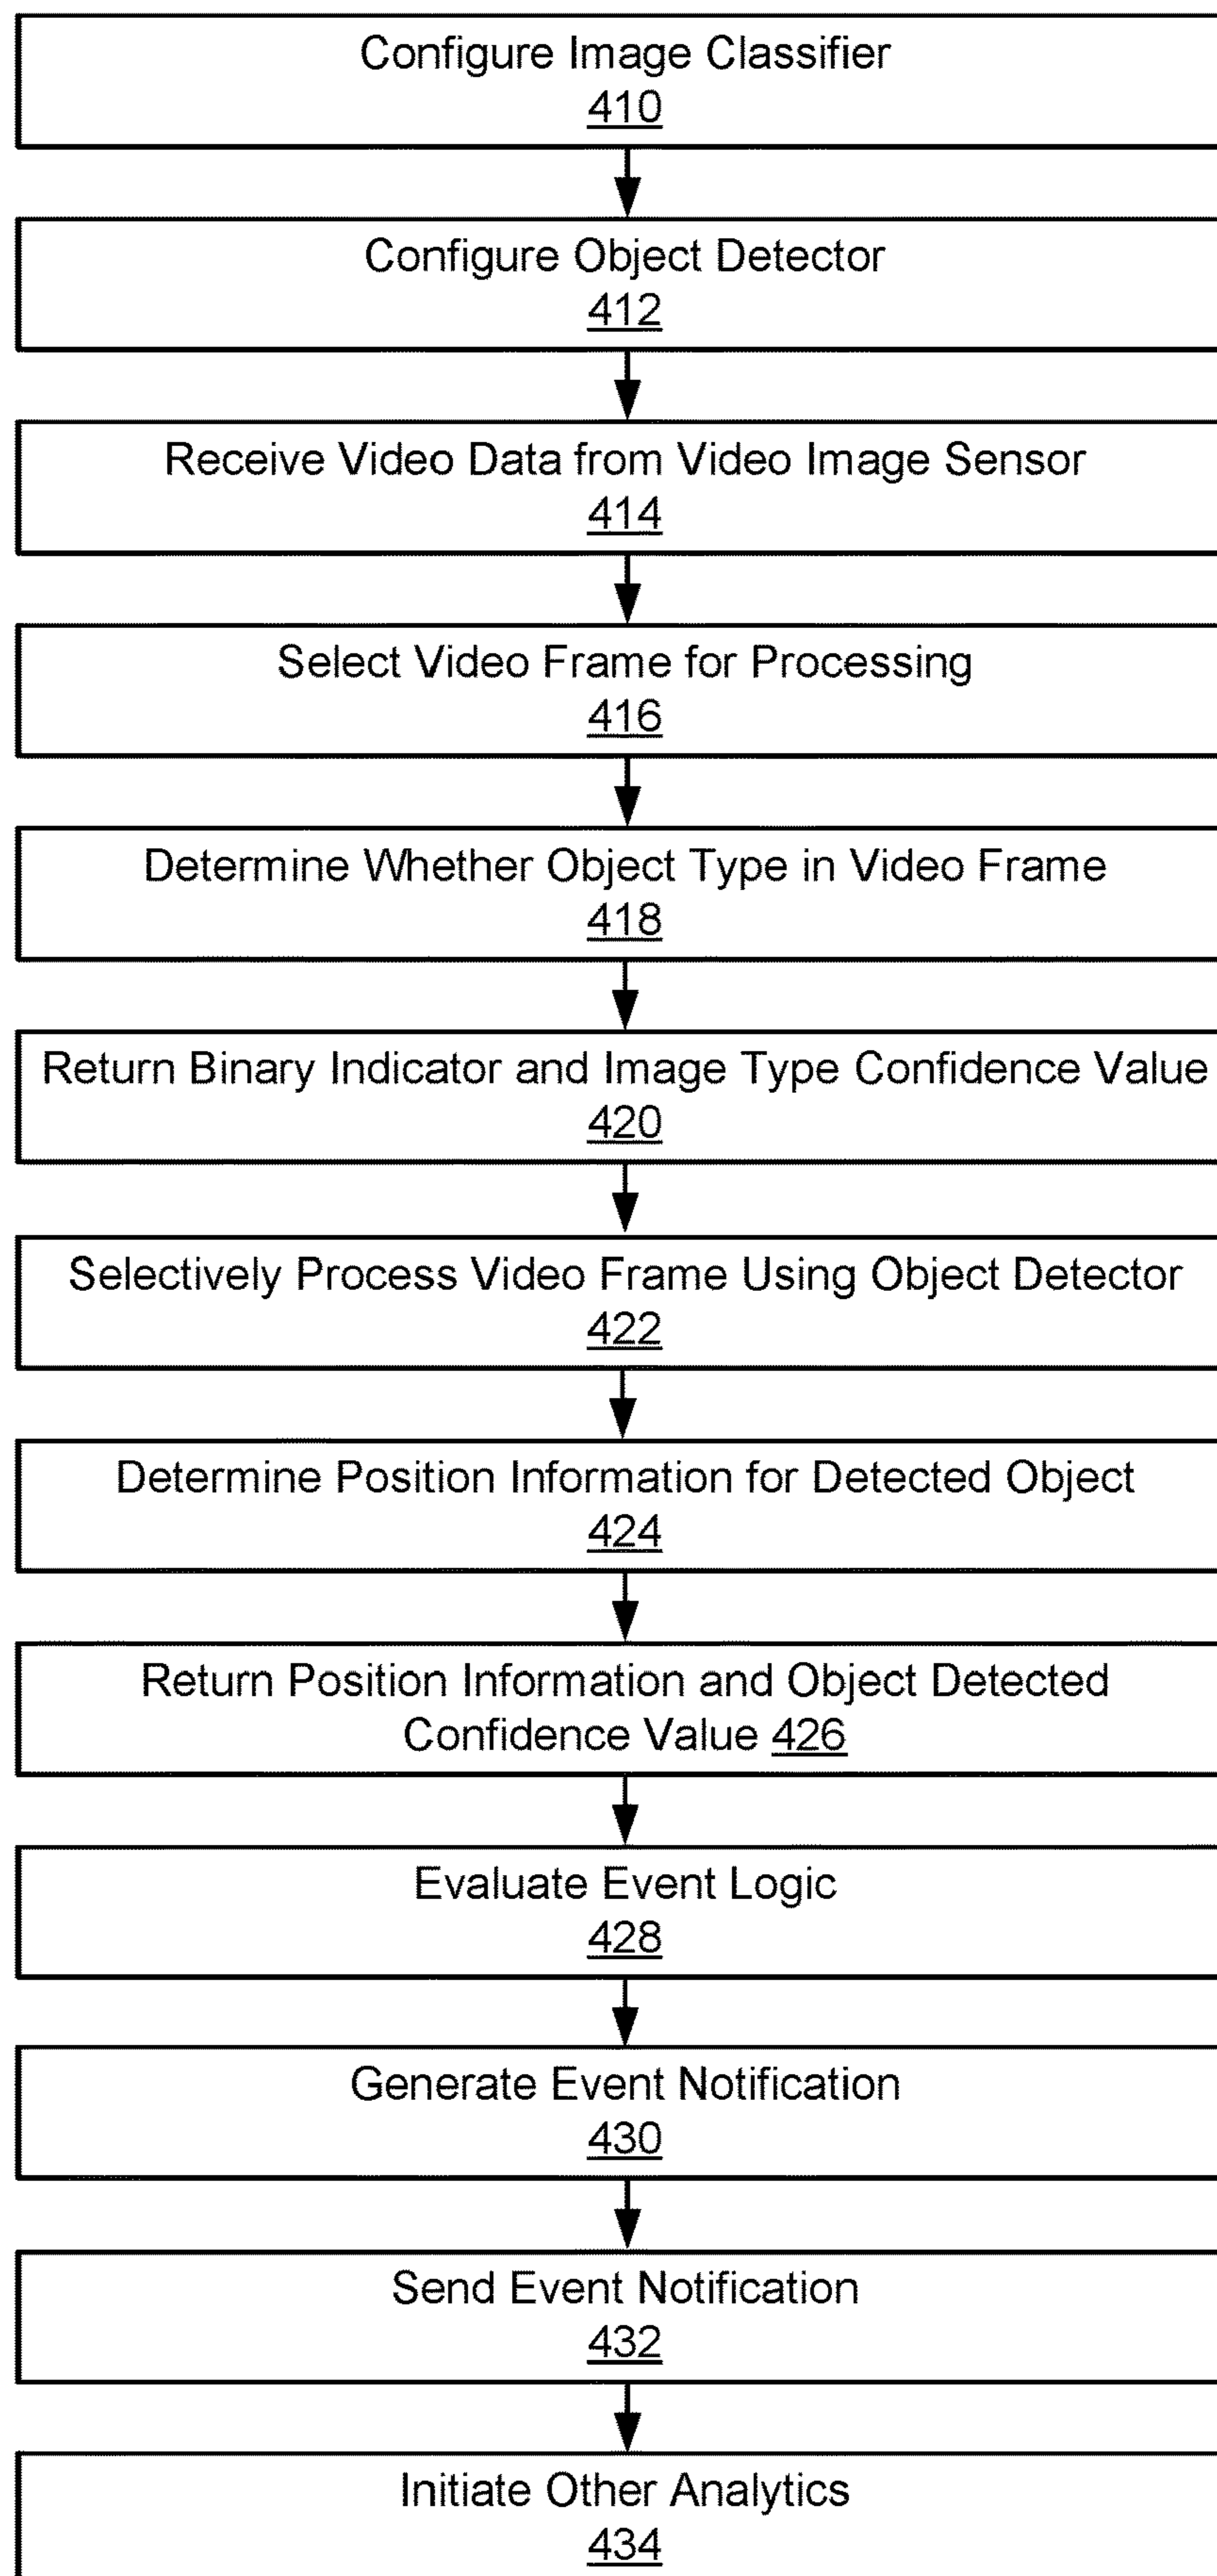 Configure Image Classifier
410
Configure Object Detector
412
Receive Video Data from Video Image Sensor
414
Select Video Frame for Processing
416
Determine Whether Object Type in Video Frame
418
Return Binary Indicator and Image Type Confidence Value
420
Selectively Process Video Frame Using Object Detector
422
Determine Position Information for Detected Object
424
Return Position Information and Object Detected
Confidence Value 426
Evaluate Event Logic
428
Generate Event Notification
430
Send Event Notification
432
Initiate Other Analytics
434